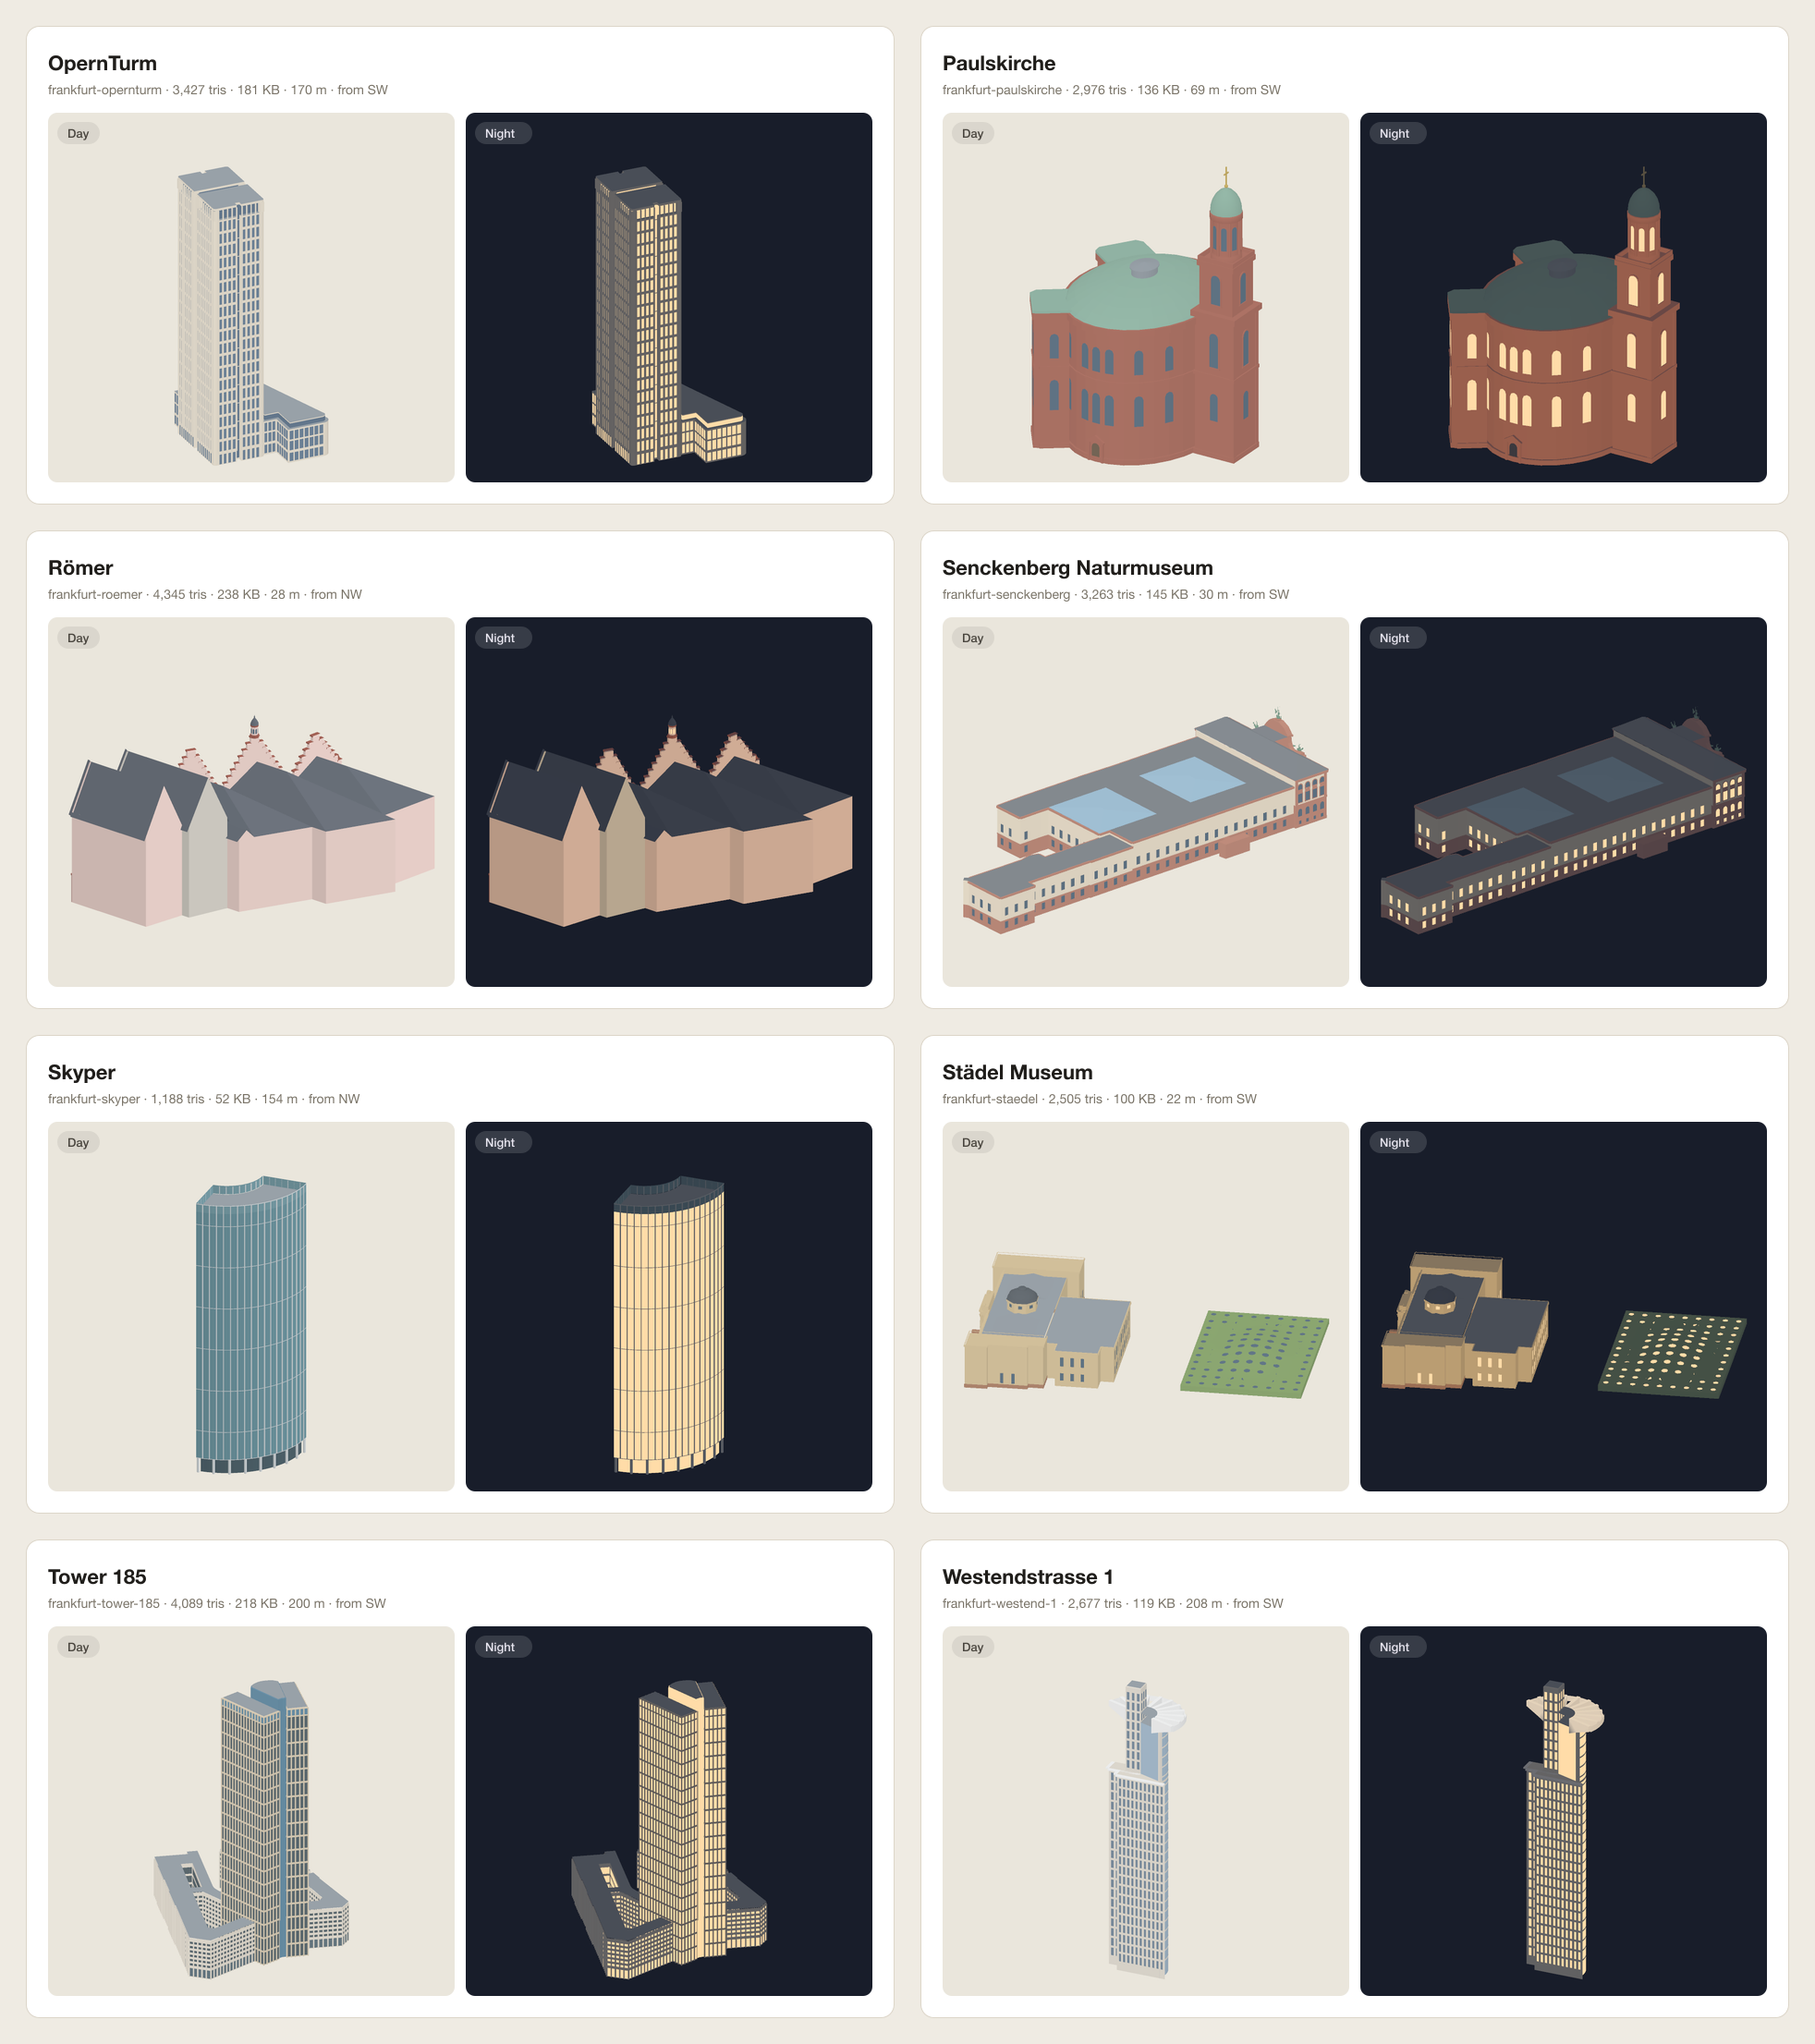 OpernTurm
frankfurt-opernturm · 3,427 tris · 181 KB · 170 m · from SW
Day
Night
Paulskirche
frankfurt-paulskirche · 2,976 tris · 136 KB · 69 m · from SW
Day
Night
Römer
frankfurt-roemer · 4,345 tris · 238 KB · 28 m · from NW
Day
Night
Senckenberg Naturmuseum
frankfurt-senckenberg · 3,263 tris · 145 KB · 30 m · from SW
Day
Night
Skyper
frankfurt-skyper · 1,188 tris · 52 KB · 154 m · from NW
Day
Night
Städel Museum
frankfurt-staedel · 2,505 tris · 100 KB · 22 m · from SW
Day
Night
Tower 185
frankfurt-tower-185 · 4,089 tris · 218 KB · 200 m · from SW
Day
Night
Westendstrasse 1
frankfurt-westend-1 · 2,677 tris · 119 KB · 208 m · from SW
Day
Night